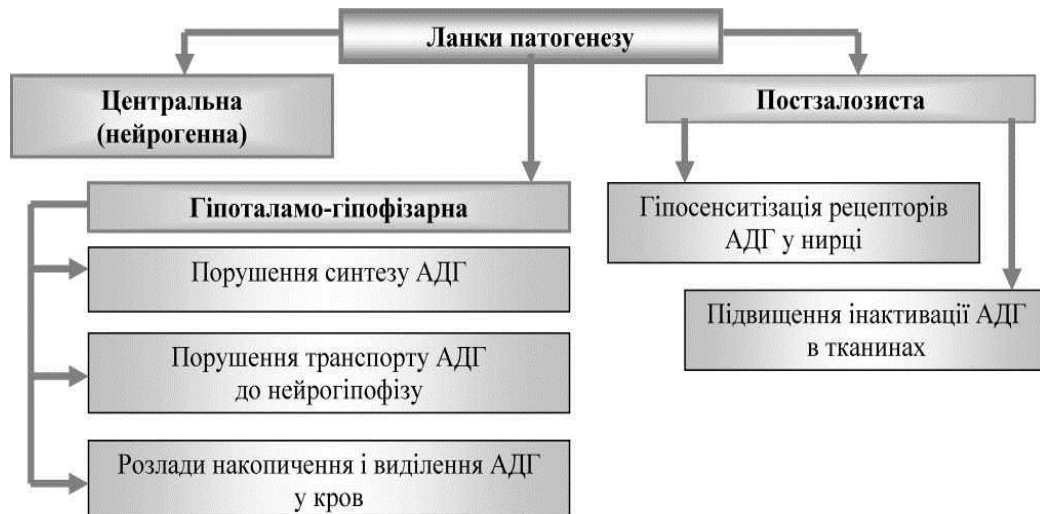 Ланки патогенезу
Центральна
(нейрогенна)
Постзалозиста
Гіпоталамо-гіпофізарна
Гіпосенситізація рецепторів
АДГ у нирці
Порушення синтезу АДГ
Підвищення інактивації АДГ
в тканинах
Порушення транспорту АДГ
до нейрогіпофізу
Розлади накопичення і виділення АДГ
у кров